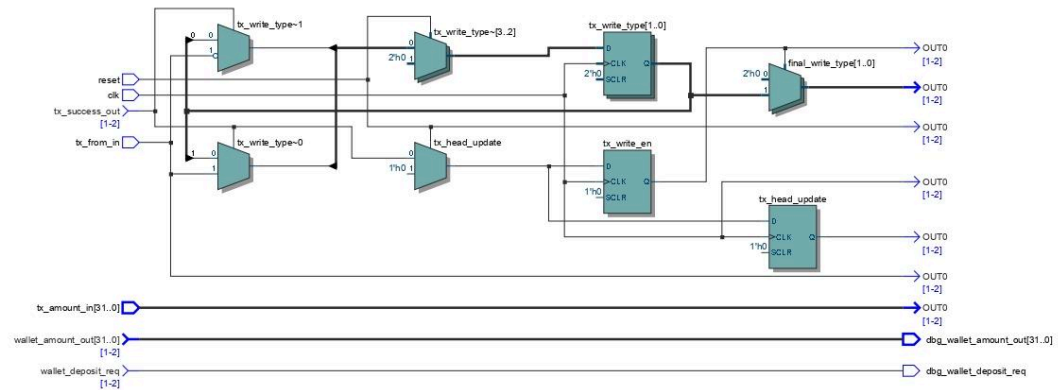 tx_write_type~1
0
1
tx_write_type~[3..2]
0
2'h0 1
tx_write_type[1..0]
D
>CLK Q
2'h0 SCLR
final_write_type[1..0]
2'h0 0
1
OUT0
[1-2]
OUT0
[1-2]
reset
clk
tx_success_out
[1-2]
tx_from_in
tx_write_type~0
1 0
1
tx_head_update
0
1'h0 1
tx_write_en
D
>CLK Q
1'h0 SCLR
tx_head_update
D
>CLK Q
1'h0 SCLR
OUT0
[1-2]
OUT0
[1-2]
OUT0
[1-2]
OUT0
[1-2]
tx_amount_in[31..0]
OUT0
[1-2]
wallet_amount_out[31..0]
[1-2]
dbg_wallet_amount_out[31..0]
wallet_deposit_req
[1-2]
dbg_wallet_deposit_req